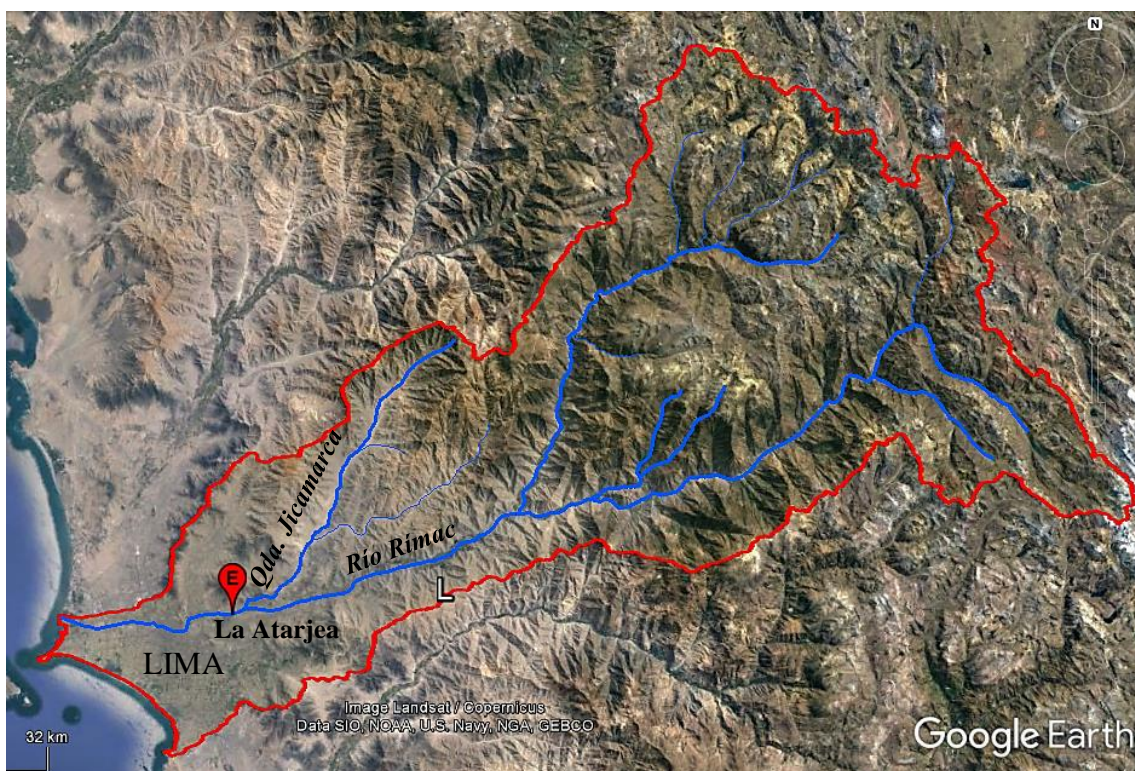 N
Qda. Jicamarca
Río Rímac
E
L
La Atarjea
LIMA
Image Landsat / Copernicus
Data SIO, NOAA, U.S. Navy, NGA, GEBCO
32 km
Google Earth